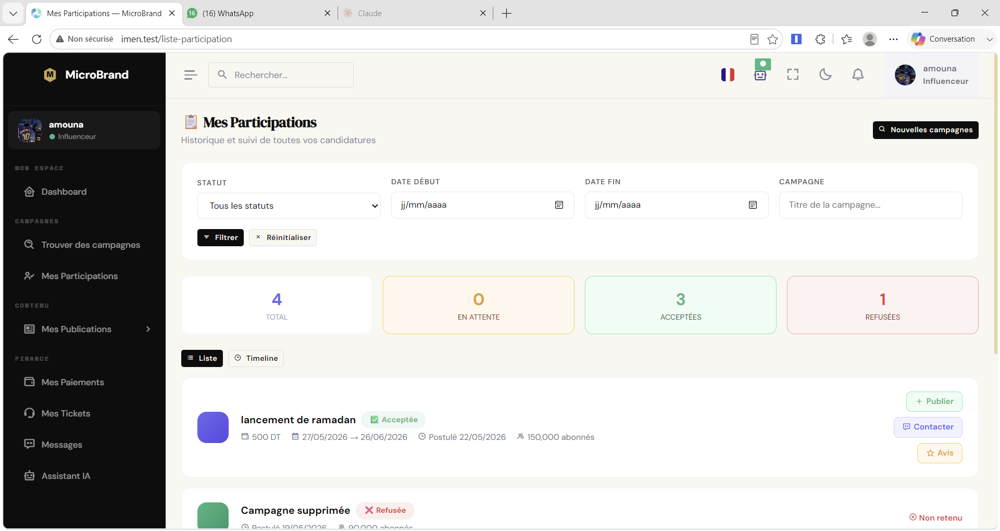 Mes Participations — MicroBrand
16
(16) WhatsApp
Claude
Non sécurisé
imen.test/liste-participation
Conversation
M
MicroBrand
Rechercher...
amouna
Influenceur
amouna
Influenceur
MON ESPACE
Dashboard
CAMPAGNES
Trouver des campagnes
Mes Participations
CONTENU
Mes Publications
FINANCE
Mes Paiements
Mes Tickets
Messages
Assistant IA
Mes Participations
Historique et suivi de toutes vos candidatures
Nouvelles campagnes
STATUT
DATE DÉBUT
DATE FIN
CAMPAGNE
Tous les statuts
jj/mm/aaaa
jj/mm/aaaa
Titre de la campagne...
Filtrer
Réinitialiser
4
TOTAL
0
EN ATTENTE
3
ACCEPTÉES
1
REFUSÉES
Liste
Timeline
lancement de ramadan
Acceptée
500 DT
27/05/2026 → 26/06/2026
Postulé 22/05/2026
150,000 abonnés
+ Publier
Contacter
Avis
Campagne supprimée
Refusée
Postulé 19/05/2026
90,000 abonnés
Non retenu